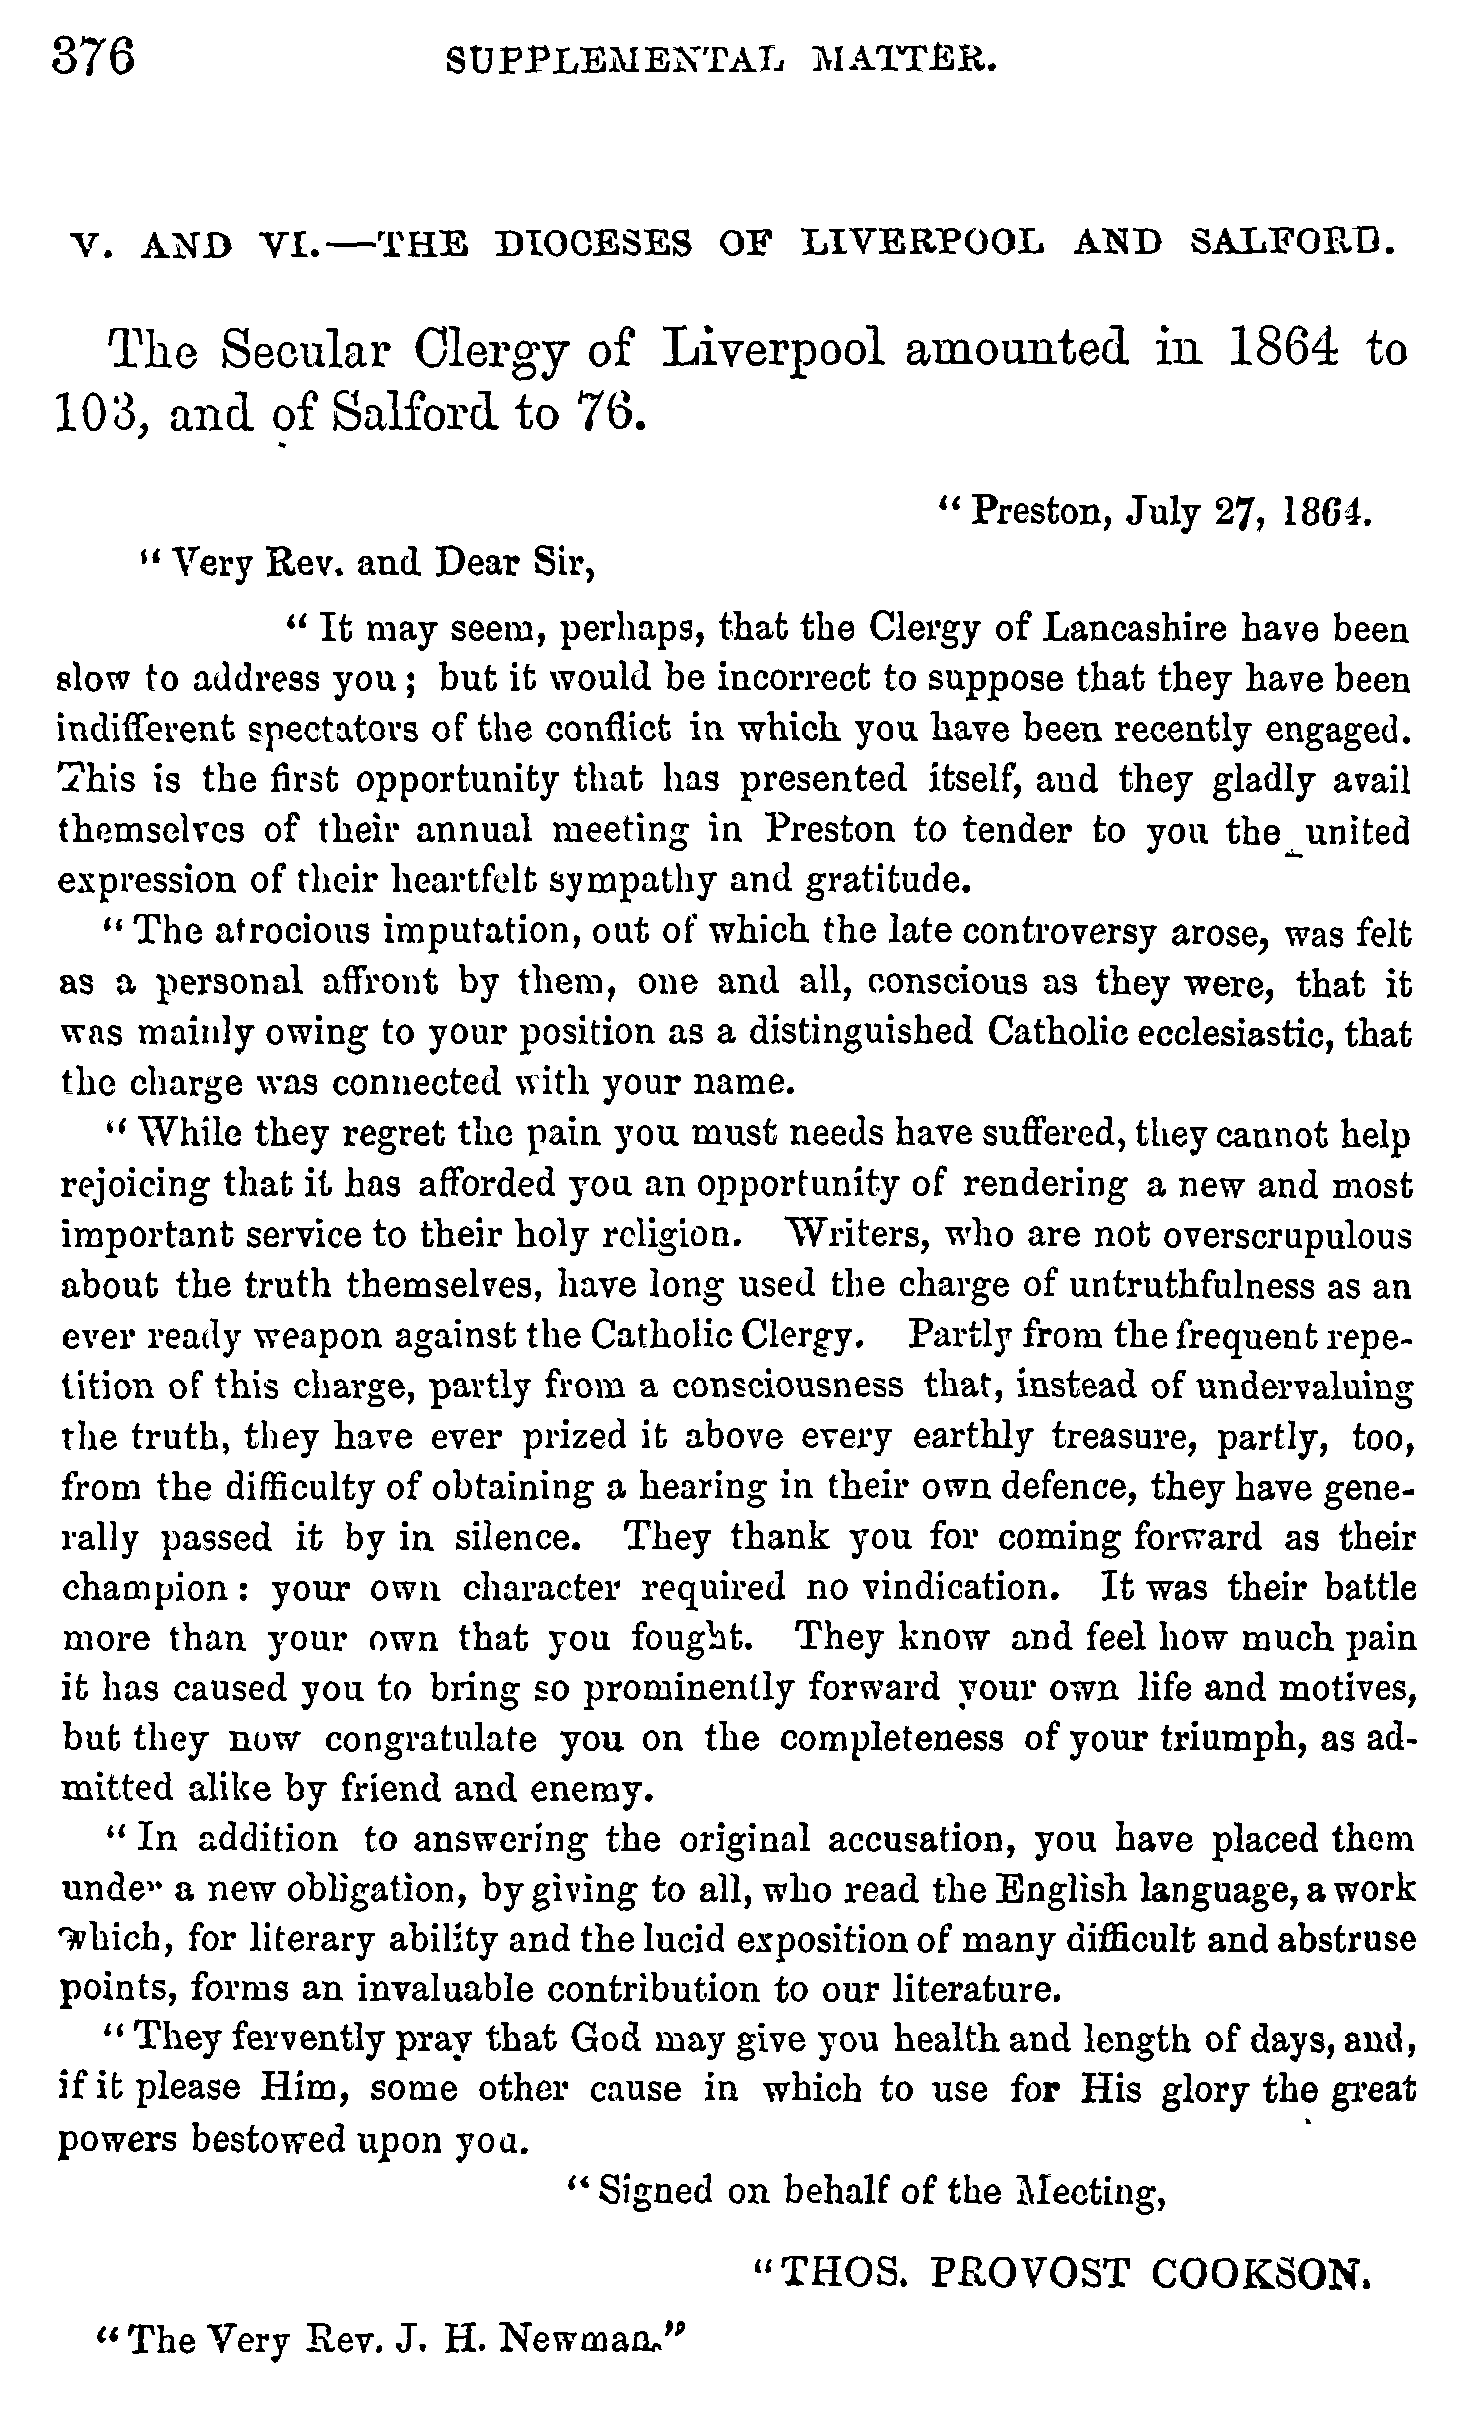 376 SUPPLEMENTAL MATTER.
V. AND VI.—THE DIOCESES OF LIVERPOOL AND SALFORD.
The Secular Clergy of Liverpool amounted in 1864 to
103, and of Salford to 76.
“Preston, July 27, 1864.
“Very Rev. and Dear Sir,
“It may seem, perhaps, that the Clergy of Lancashire have been
slow to address you; but it would be incorrect to suppose that they have been
indifferent spectators of the conflict in which you have been recently engaged.
This is the first opportunity that has presented itself, and they gladly avail
themselves of their annual meeting in Preston to tender to you the united
expression of their heartfelt sympathy and gratitude.
“The atrocious imputation, out of which the late controversy arose, was felt
as a personal affront by them, one and all, conscious as they were, that it
was mainly owing to your position as a distinguished Catholic ecclesiastic, that
the charge was connected with your name.
“While they regret the pain you must needs have suffered, they cannot help
rejoicing that it has afforded you an opportunity of rendering a new and most
important service to their holy religion. Writers, who are not overscrupulous
about the truth themselves, have long used the charge of untruthfulness as an
ever ready weapon against the Catholic Clergy. Partly from the frequent repe-
tition of this charge, partly from a consciousness that, instead of undervaluing
the truth, they have ever prized it above every earthly treasure, partly, too,
from the difficulty of obtaining a hearing in their own defence, they have gene-
rally passed it by in silence. They thank you for coming forward as their
champion: your own character required no vindication. It was their battle
more than your own that you fought. They know and feel how much pain
it has caused you to bring so prominently forward your own life and motives,
but they now congratulate you on the completeness of your triumph, as ad-
mitted alike by friend and enemy.
“In addition to answering the original accusation, you have placed them
under a new obligation, by giving to all, who read the English language, a work
which, for literary ability and the lucid exposition of many difficult and abstruse
points, forms an invaluable contribution to our literature.
“They fervently pray that God may give you health and length of days, and,
if it please Him, some other cause in which to use for His glory the great
powers bestowed upon you.
“Signed on behalf of the Meeting,
“THOS. PROVOST COOKSON.
“The Very Rev. J. H. Newman.”